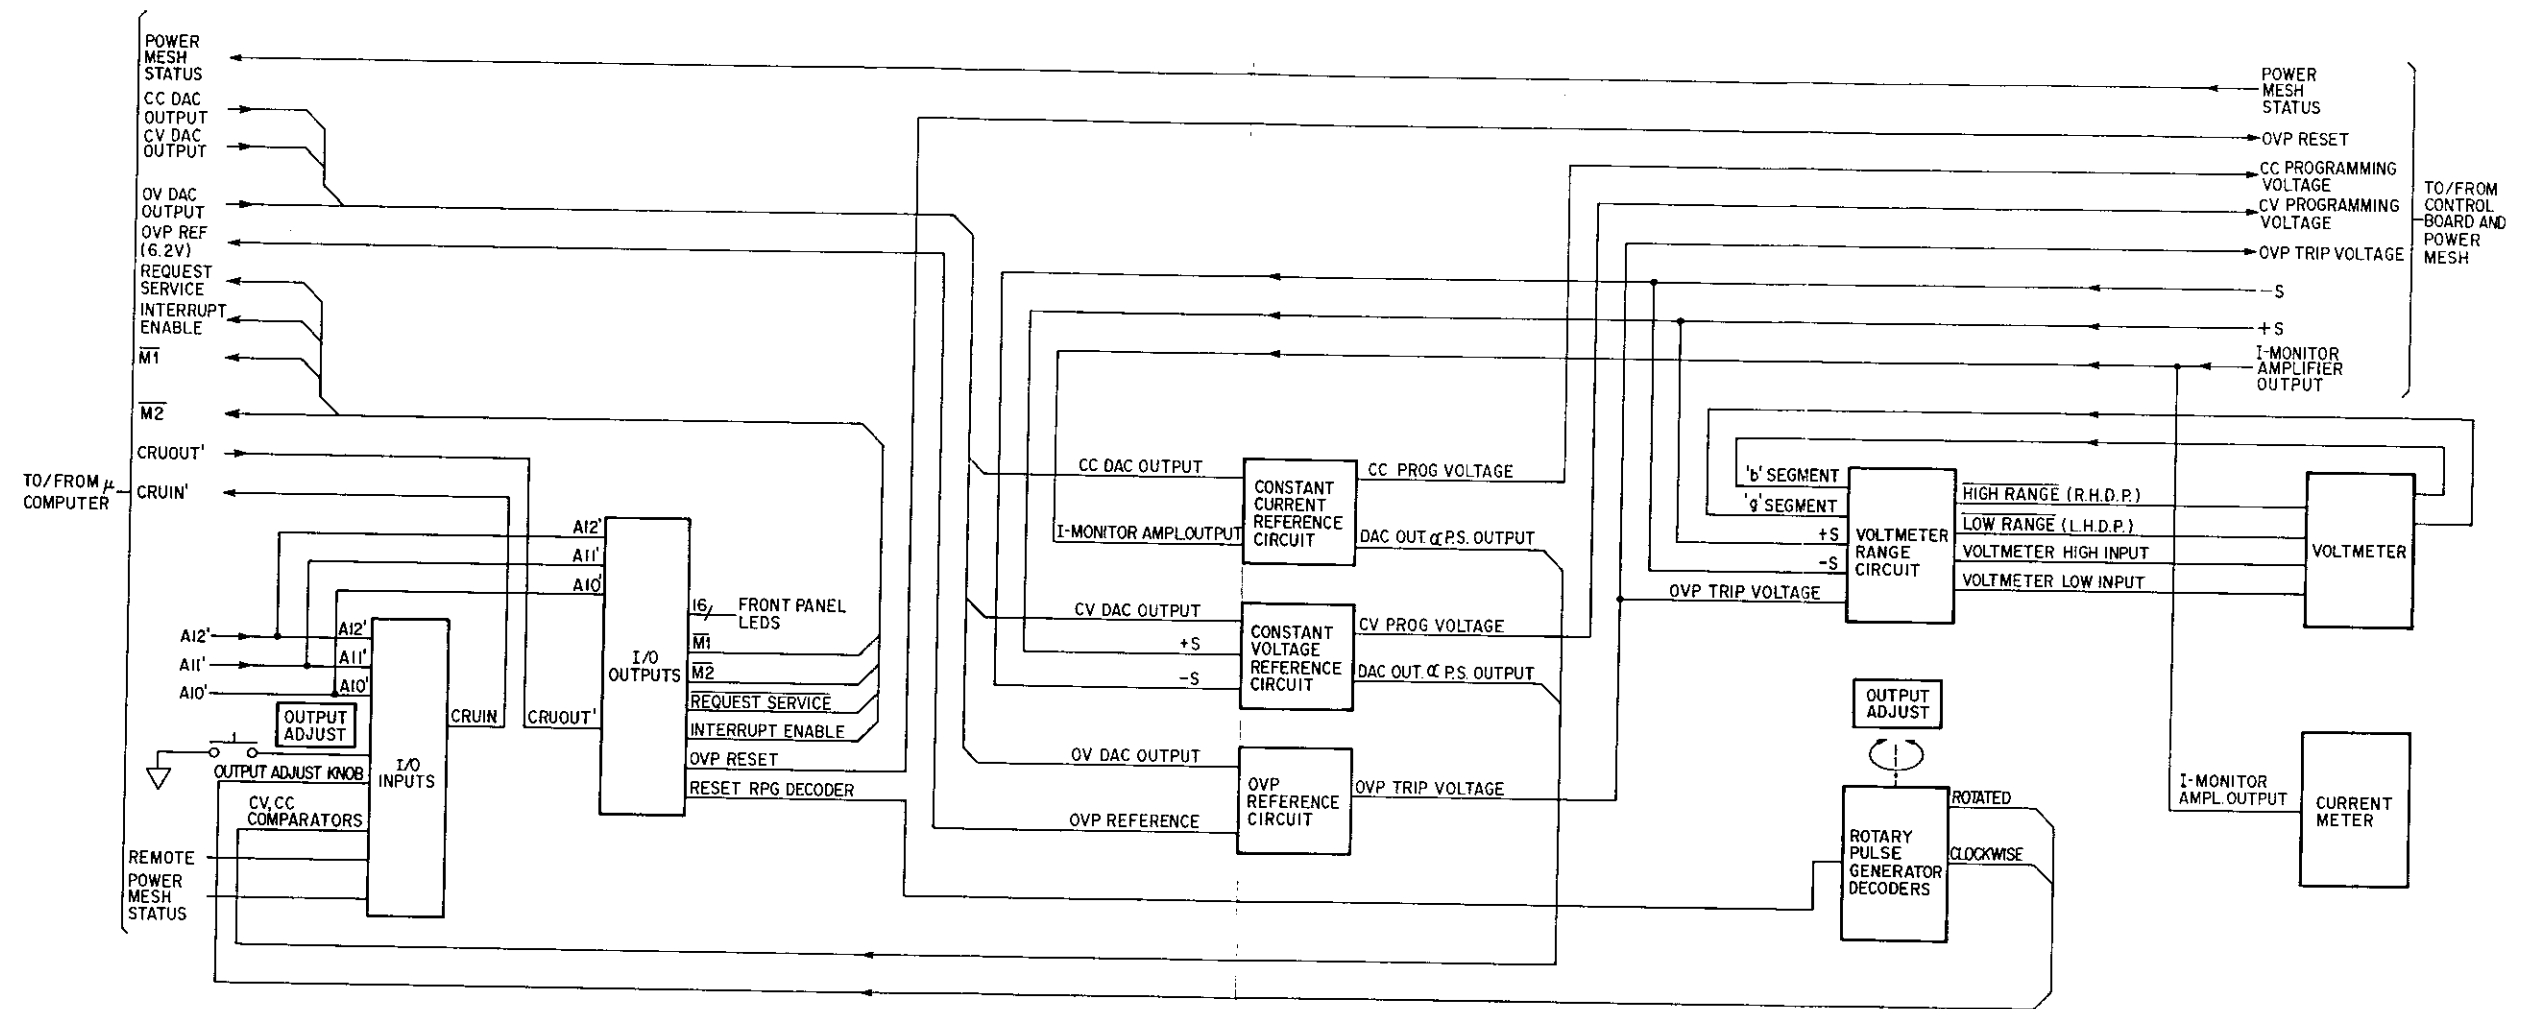 POWER
MESH
STATUS
CC DAC
OUTPUT
CV DAC
OUTPUT
OV DAC
OUTPUT
OVP REF
(6.2V)
REQUEST
SERVICE
INTERRUPT
ENABLE
M1
M2
CRUOUT'
CRUIN'
TO/FROM μ
COMPUTER
A12'
A11'
A10'
REMOTE
POWER
MESH
STATUS
A12'
A11'
A10'
OUTPUT
ADJUST
OUTPUT ADJUST KNOB
CV, CC
COMPARATORS
I/O
INPUTS
CRUIN
CRUOUT'
A12'
A11'
A10'
I/O
OUTPUTS
16
FRONT PANEL
LEDS
M1
M2
REQUEST SERVICE
INTERRUPT ENABLE
OVP RESET
RESET RPG DECODER
CC DAC OUTPUT
I-MONITOR AMPL.OUTPUT
CONSTANT
CURRENT
REFERENCE
CIRCUIT
CC PROG VOLTAGE
DAC OUT ∝ P.S. OUTPUT
CV DAC OUTPUT
+S
-S
CONSTANT
VOLTAGE
REFERENCE
CIRCUIT
CV PROG VOLTAGE
DAC OUT. ∝ P.S. OUTPUT
OV DAC OUTPUT
OVP REFERENCE
OVP
REFERENCE
CIRCUIT
OVP TRIP VOLTAGE
'b' SEGMENT
'g' SEGMENT
+S
-S
OVP TRIP VOLTAGE
VOLTMETER
RANGE
CIRCUIT
HIGH RANGE (R.H.D.P.)
LOW RANGE (L.H.D.P.)
VOLTMETER HIGH INPUT
VOLTMETER LOW INPUT
VOLTMETER
OUTPUT
ADJUST
ROTARY
PULSE
GENERATOR
DECODERS
ROTATED
CLOCKWISE
I-MONITOR
AMPL. OUTPUT
CURRENT
METER
POWER
MESH
STATUS
OVP RESET
CC PROGRAMMING
VOLTAGE
CV PROGRAMMING
VOLTAGE
OVP TRIP VOLTAGE
-S
+S
I-MONITOR
AMPLIFIER
OUTPUT
TO/FROM
CONTROL
BOARD AND
POWER
MESH